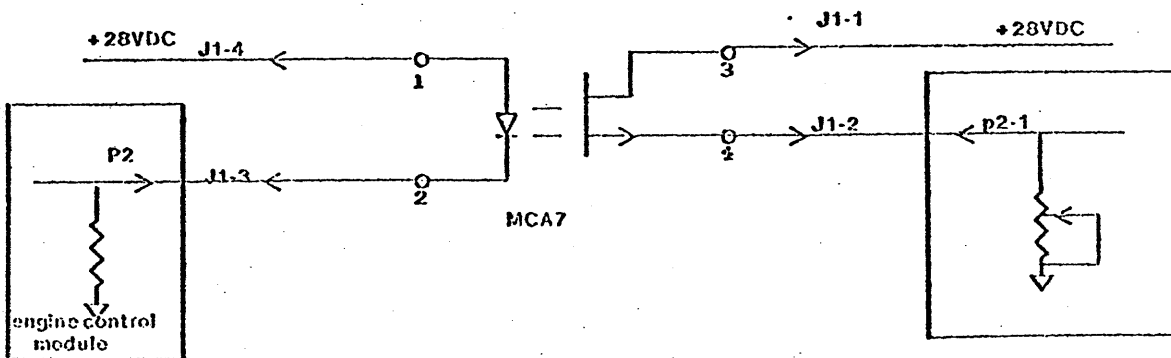 +28VDC
J1-4
1
J1-1
3
+28VDC
P2
J1-3
2
MCA7
4
J1-2
p2-1
engine control
module